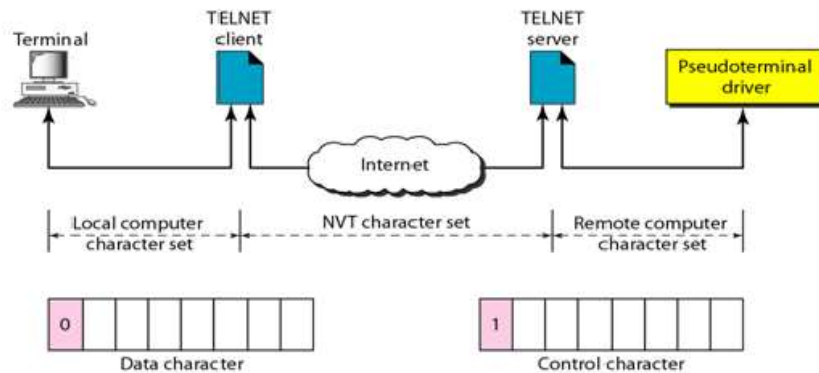 Terminal
TELNET
client
TELNET
server
Pseudoterminal
driver
Internet
Local computer
character set
NVT character set
Remote computer
character set
0
1
Data character
Control character